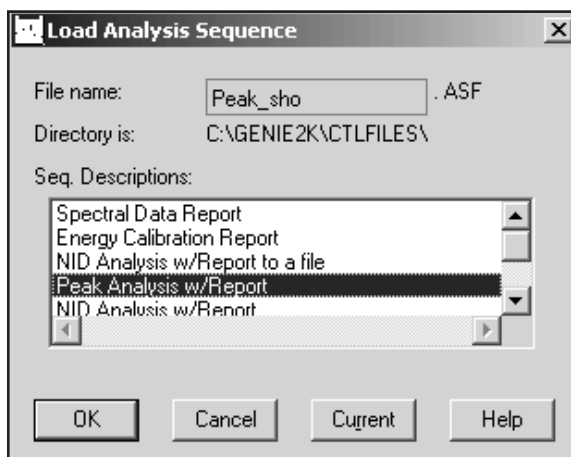 Load Analysis Sequence
File name: Peak_sho . ASF
Directory is: C:\GENIE2K\CTLFILES\
Seq. Descriptions:
Spectral Data Report
Energy Calibration Report
NID Analysis w/Report to a file
Peak Analysis w/Report
NID Analysis w/Report
OK Cancel Current Help